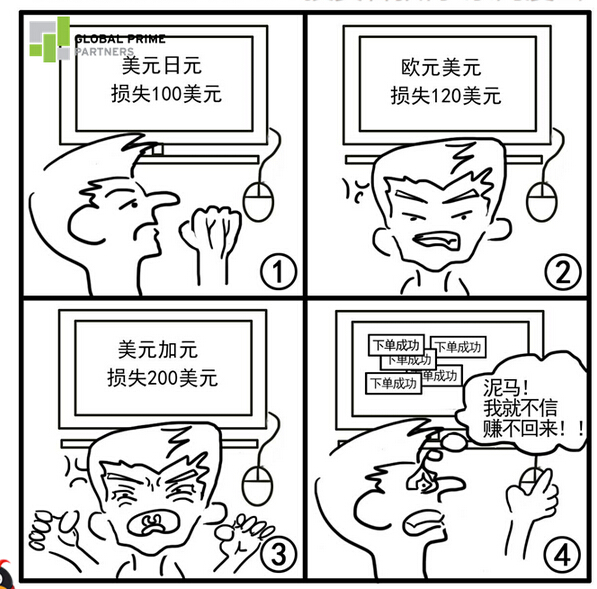 GLOBAL PRIME
PARTNERS
美元日元
损失100美元
①
欧元美元
损失120美元
②
美元加元
损失200美元
③
下单成功
下单成功
下单成功
下单成功
下单成功
泥马！
我就不信
赚不回来！！
④